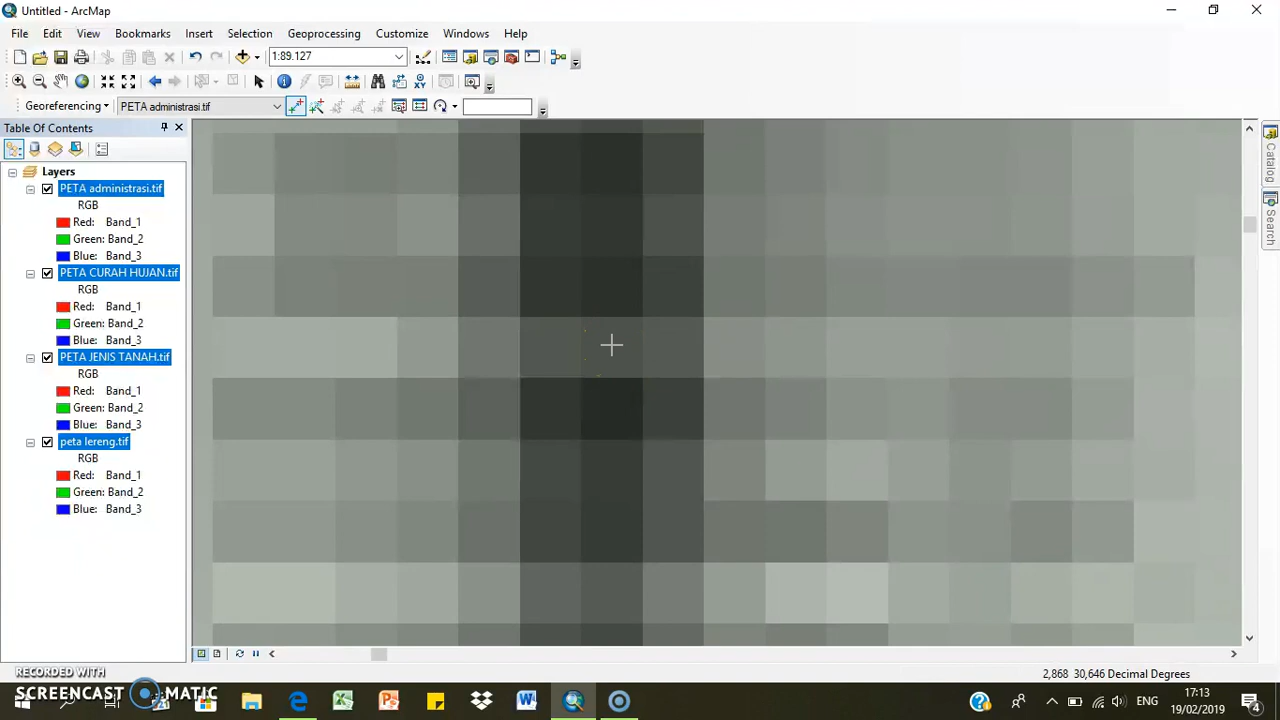 Untitled - ArcMap
File Edit View Bookmarks Insert Selection Geoprocessing Customize Windows Help
1:89.127
Georeferencing PETA administrasi.tif
Table Of Contents
Layers
PETA administrasi.tif
RGB
Red: Band_1
Green: Band_2
Blue: Band_3
PETA CURAH HUJAN.tif
RGB
Red: Band_1
Green: Band_2
Blue: Band_3
PETA JENIS TANAH.tif
RGB
Red: Band_1
Green: Band_2
Blue: Band_3
peta lereng.tif
RGB
Red: Band_1
Green: Band_2
Blue: Band_3
Catalog
Search
2,868 30,646 Decimal Degrees
RECORDED WITH
SCREENCAST MATIC
ENG
17:13
19/02/2019
4